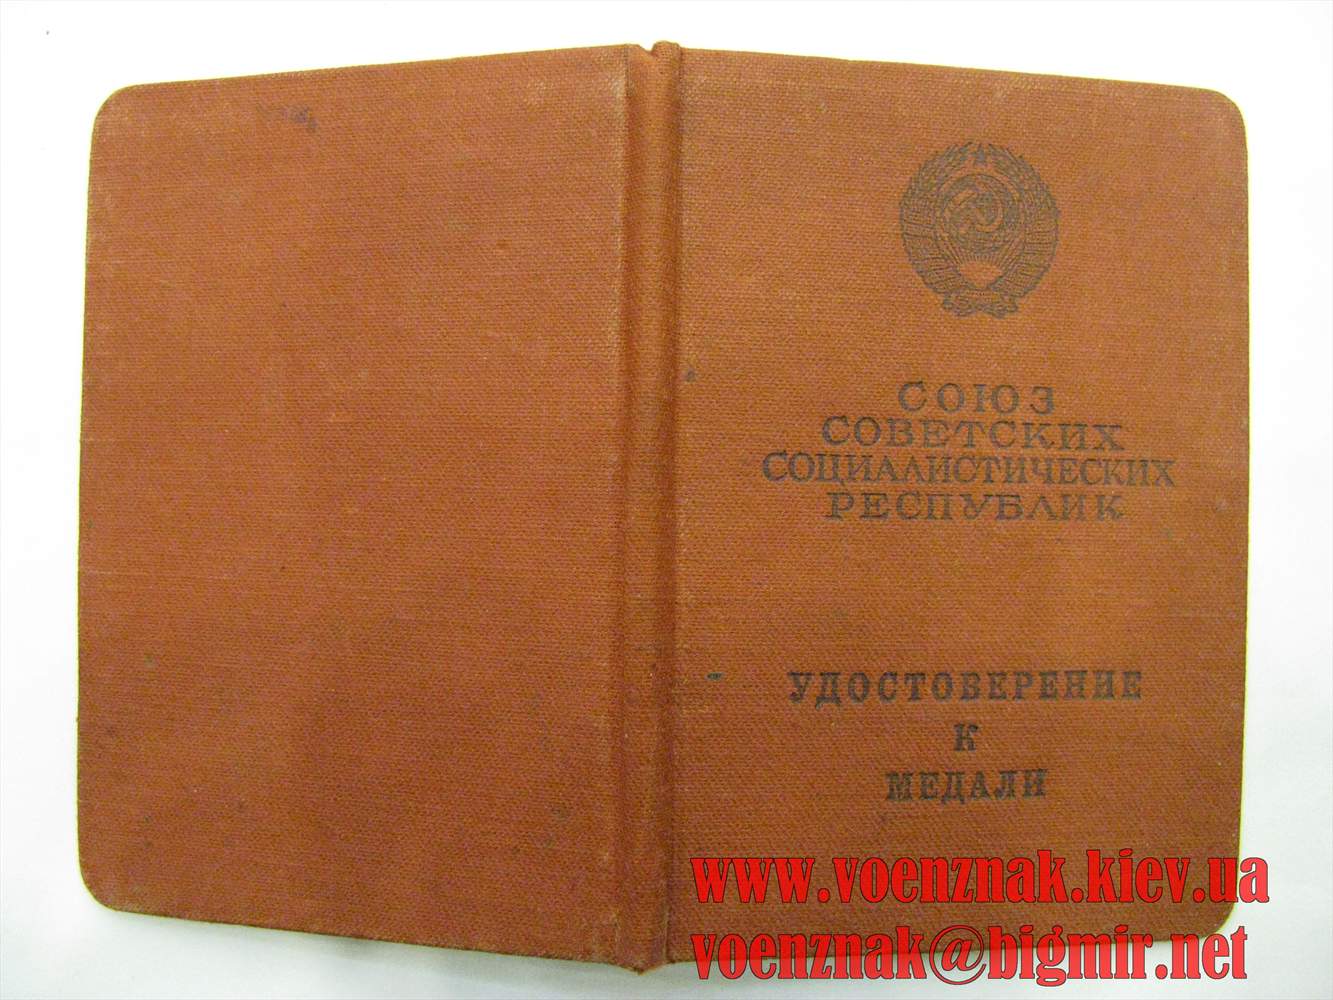 СОЮЗ
СОВЕТСКИХ
СОЦИАЛИСТИЧЕСКИХ
РЕСПУБЛИК
УДОСТОВЕРЕНИЕ
К
МЕДАЛИ
www.voenznak.kiev.ua
voenznak@bigmir.net